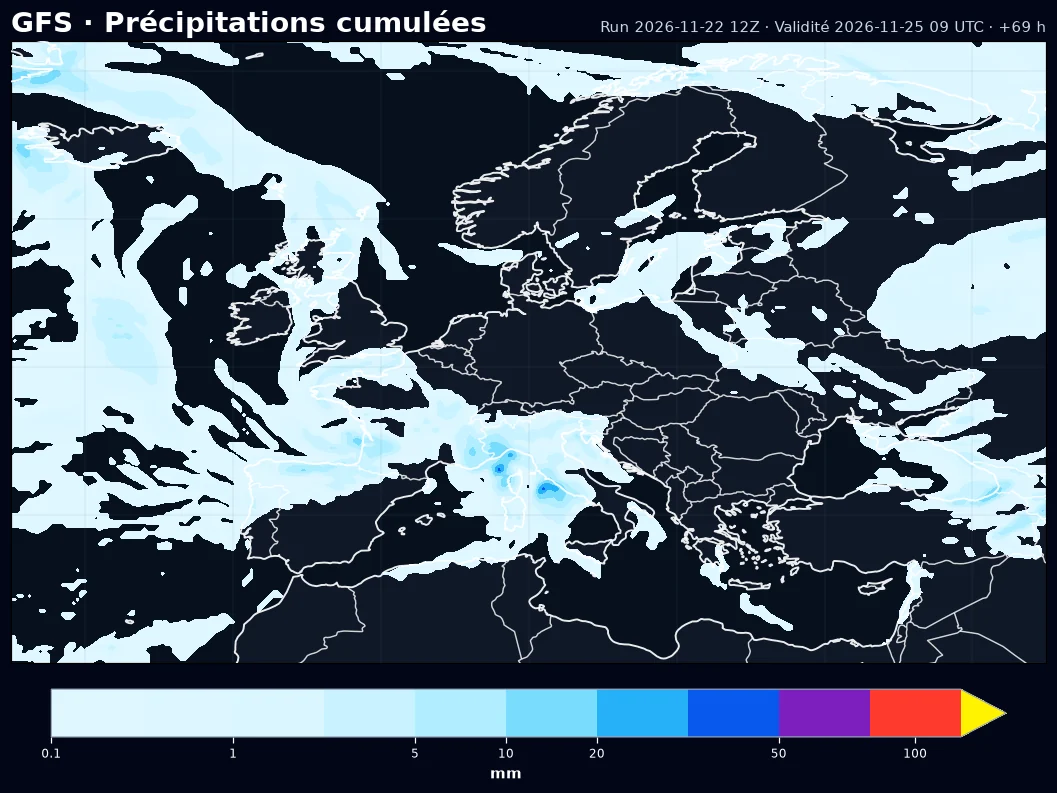 GFS · Précipitations cumulées
Run 2026-11-22 12Z · Validité 2026-11-25 09 UTC · +69 h
0.1 1 5 10 20 50 100
mm